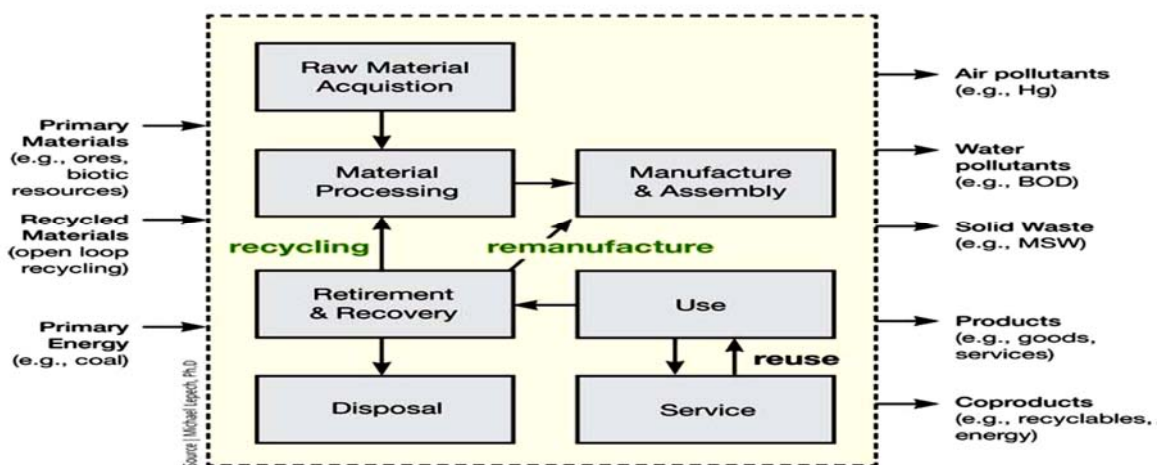 Primary
Materials
(e.g., ores,
biotic
resources)
Recycled
Materials
(open loop
recycling)
Primary
Energy
(e.g., coal)
Raw Material
Acquistion
Material
Processing
Manufacture
& Assembly
recycling
remanufacture
Retirement
& Recovery
Use
reuse
Disposal
Service
Source | Michael Lepech, Ph.D
Air pollutants
(e.g., Hg)
Water
pollutants
(e.g., BOD)
Solid Waste
(e.g., MSW)
Products
(e.g., goods,
services)
Coproducts
(e.g., recyclables,
energy)